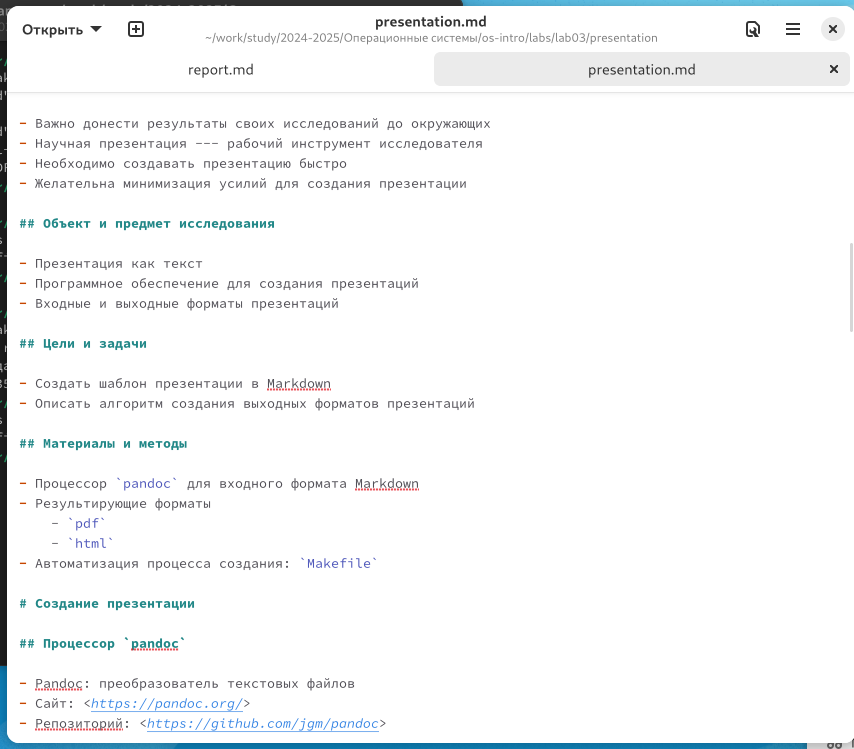 Открыть
presentation.md
~/work/study/2024-2025/Операционные системы/os-intro/labs/lab03/presentation
report.md
presentation.md
- Важно донести результаты своих исследований до окружающих
- Научная презентация --- рабочий инструмент исследователя
- Необходимо создавать презентацию быстро
- Желательна минимизация усилий для создания презентации
## Объект и предмет исследования
- Презентация как текст
- Программное обеспечение для создания презентаций
- Входные и выходные форматы презентаций
## Цели и задачи
- Создать шаблон презентации в Markdown
- Описать алгоритм создания выходных форматов презентаций
## Материалы и методы
- Процессор `pandoc` для входного формата Markdown
- Результирующие форматы
- `pdf`
- `html`
- Автоматизация процесса создания: `Makefile`
# Создание презентации
## Процессор `pandoc`
- Pandoc: преобразователь текстовых файлов
- Сайт: <https://pandoc.org/>
- Репозиторий: <https://github.com/jgm/pandoc>